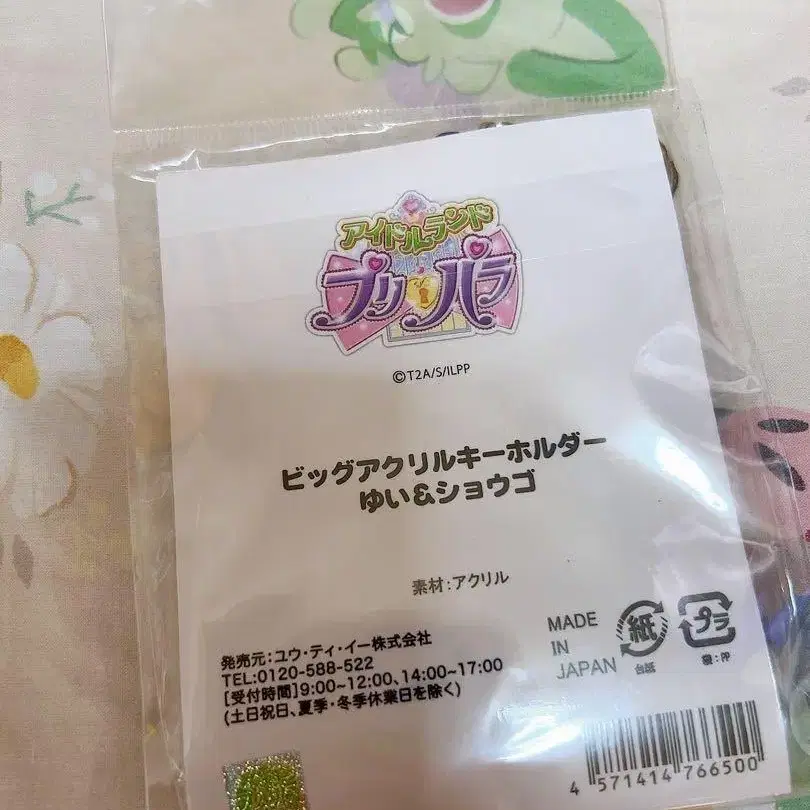 アイドルランド
プリパラ
©T2A/S/ILPP
ビッグアクリルキーホルダー
ゆい&ショウゴ
素材:アクリル
発売元:ユウ・ティ・イー株式会社
TEL:0120-588-522
[受付時間]9:00~12:00、14:00~17:00
(土日祝日、夏季・冬季休業日を除く)
MADE
IN
JAPAN
紙
台紙
プラ
袋:PP
4 571414 766500